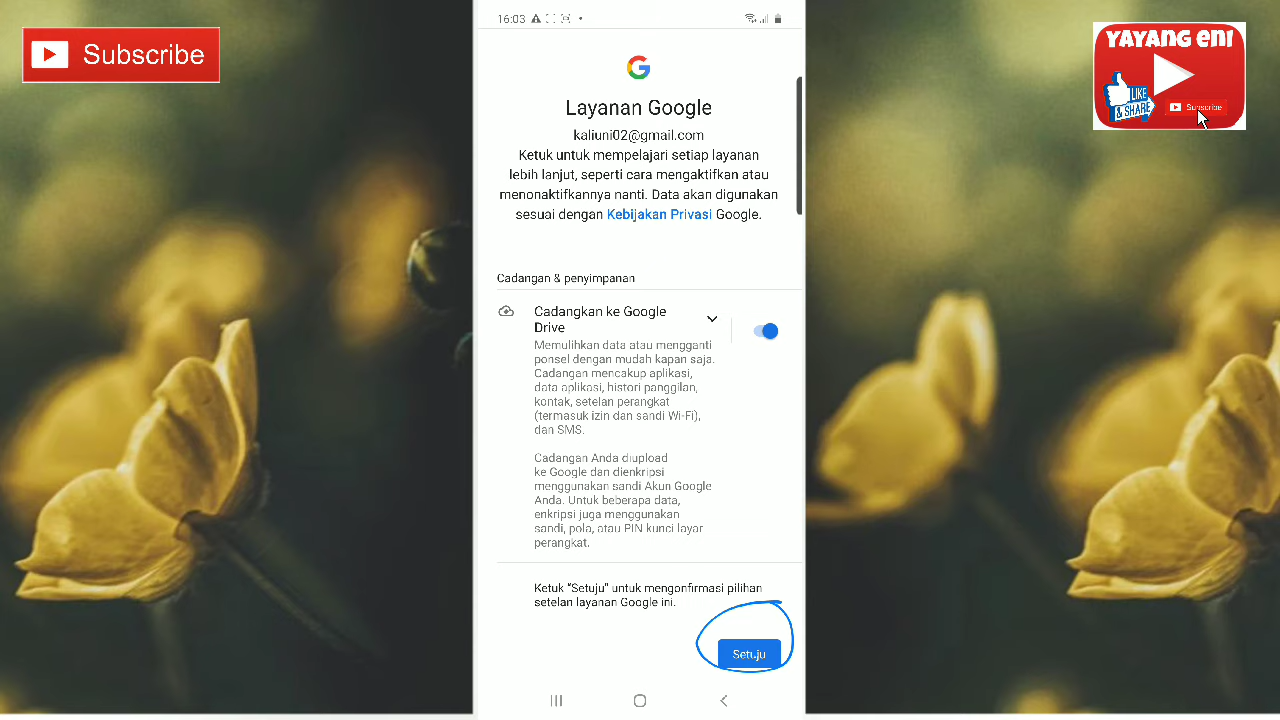 Subscribe
16:03
YAYANG ENI
LIKE
& SHARE
Subscribe
Layanan Google
kaliuni02@gmail.com
Ketuk untuk mempelajari setiap layanan
lebih lanjut, seperti cara mengaktifkan atau
menonaktifkannya nanti. Data akan digunakan
sesuai dengan Kebijakan Privasi Google.
Cadangan & penyimpanan
Cadangkan ke Google
Drive
Memulihkan data atau mengganti
ponsel dengan mudah kapan saja.
Cadangan mencakup aplikasi,
data aplikasi, histori panggilan,
kontak, setelan perangkat
(termasuk izin dan sandi Wi-Fi),
dan SMS.
Cadangan Anda diupload
ke Google dan dienkripsi
menggunakan sandi Akun Google
Anda. Untuk beberapa data,
enkripsi juga menggunakan
sandi, pola, atau PIN kunci layar
perangkat.
Ketuk “Setuju” untuk mengonfirmasi pilihan
setelan layanan Google ini.
Setuju